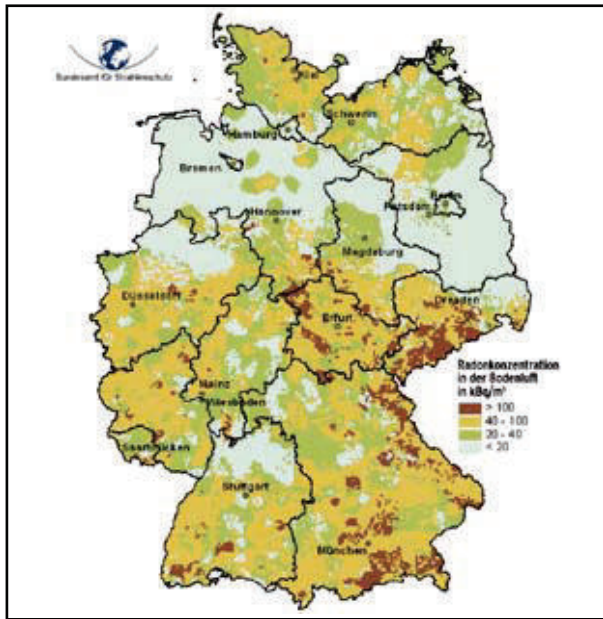 Bundesamt für Strahlenschutz
Kiel
Schwerin
Hamburg
Bremen
Berlin
Potsdam
Hannover
Magdeburg
Düsseldorf
Dresden
Erfurt
Radonkonzentration
in der Bodenluft
in kBq/m³
> 100
40 - 100
20 - 40
< 20
Mainz
Wiesbaden
Saarbrücken
Stuttgart
München